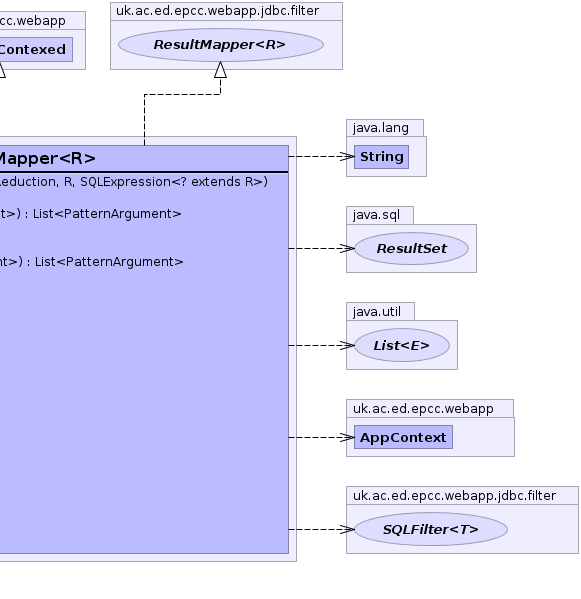 cc.webapp
Contexed
uk.ac.ed.epcc.webapp.jdbc.filter
ResultMapper<R>
Mapper<R>
eduction, R, SQLExpression<? extends R>)
t>) : List<PatternArgument>
nt>) : List<PatternArgument>
java.lang
String
java.sql
ResultSet
java.util
List<E>
uk.ac.ed.epcc.webapp
AppContext
uk.ac.ed.epcc.webapp.jdbc.filter
SQLFilter<T>